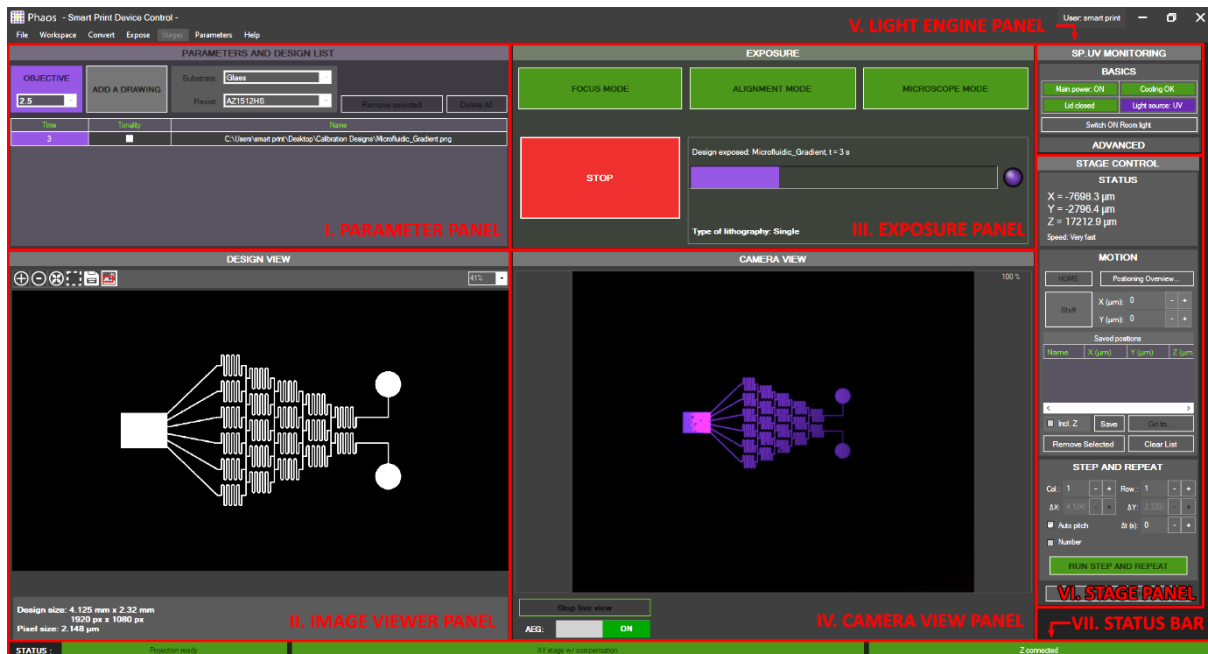 Phaos - Smart Print Device Control -
User: smart print
File Workspace Convert Expose Stages Parameters Help
V. LIGHT ENGINE PANEL
PARAMETERS AND DESIGN LIST
OBJECTIVE
2.5
ADD A DRAWING
Substrate: Glass
Resist: AZ1512HS
Remove selected
Delete All
Time Tonality Name
3 C:\Users\smart print\Desktop\Calibration Designs\Microfluidic_Gradient.png
I. PARAMETER PANEL
EXPOSURE
FOCUS MODE
ALIGNMENT MODE
MICROSCOPE MODE
STOP
Design exposed: Microfluidic_Gradient, t = 3 s
Type of lithography: Single
III. EXPOSURE PANEL
SP.UV MONITORING
BASICS
Main power: ON
Cooling OK
Lid closed
Light source: UV
Switch ON Room light
ADVANCED
STAGE CONTROL
STATUS
X = -7698.3 µm
Y = -2796.4 µm
Z = 17212.9 µm
Speed: Very fast
MOTION
HOME
Positioning Overview...
Shift
X (µm): 0 - +
Y (µm): 0 - +
Saved positions
Name X (µm) Y (µm) Z (µm
< >
Incl. Z
Save
Go to...
Remove Selected
Clear List
STEP AND REPEAT
Col.: 1 - + Row.: 1 - +
ΔX: 4.124 - + ΔY: 2.320 - +
Auto pitch Δt (s): 0 - +
Number
RUN STEP AND REPEAT
VI. STAGE PANEL
DESIGN VIEW
41%
Design size: 4.125 mm x 2.32 mm
1920 px x 1080 px
Pixel size: 2.148 µm
II. IMAGE VIEWER PANEL
CAMERA VIEW
100 %
Stop live view
AEG: ON
IV. CAMERA VIEW PANEL
VII. STATUS BAR
STATUS :
Projection ready
XY stage w/ compensation
Z connected